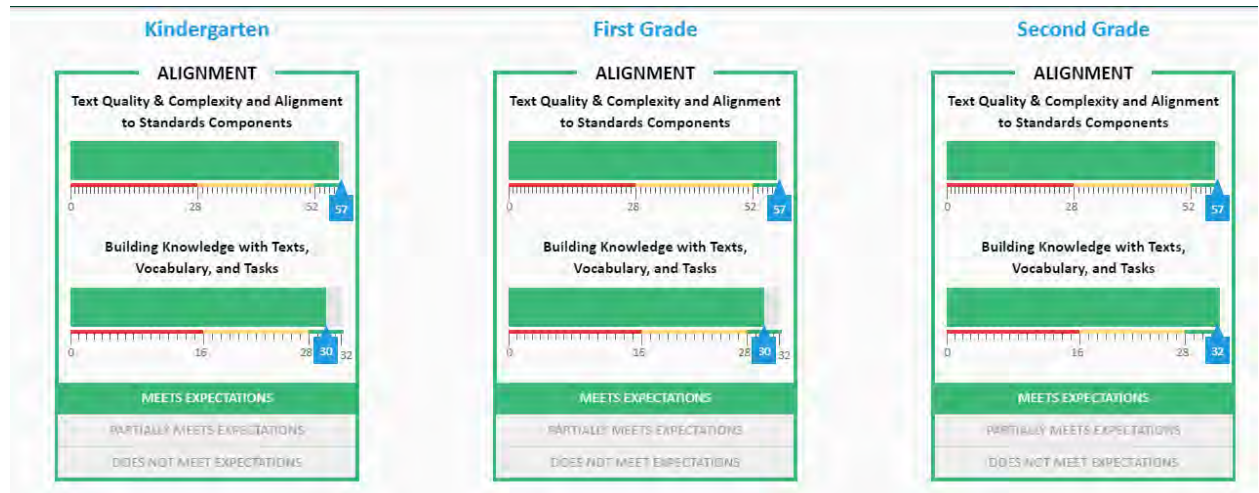 Kindergarten
First Grade
Second Grade
ALIGNMENT
Text Quality & Complexity and Alignment
to Standards Components
0 28 52 57
Building Knowledge with Texts,
Vocabulary, and Tasks
0 16 28 30 32
MEETS EXPECTATIONS
PARTIALLY MEETS EXPECTATIONS
DOES NOT MEET EXPECTATIONS
ALIGNMENT
Text Quality & Complexity and Alignment
to Standards Components
0 28 52 57
Building Knowledge with Texts,
Vocabulary, and Tasks
0 16 28 30 32
MEETS EXPECTATIONS
PARTIALLY MEETS EXPECTATIONS
DOES NOT MEET EXPECTATIONS
ALIGNMENT
Text Quality & Complexity and Alignment
to Standards Components
0 28 52 57
Building Knowledge with Texts,
Vocabulary, and Tasks
0 16 28 32
MEETS EXPECTATIONS
PARTIALLY MEETS EXPECTATIONS
DOES NOT MEET EXPECTATIONS